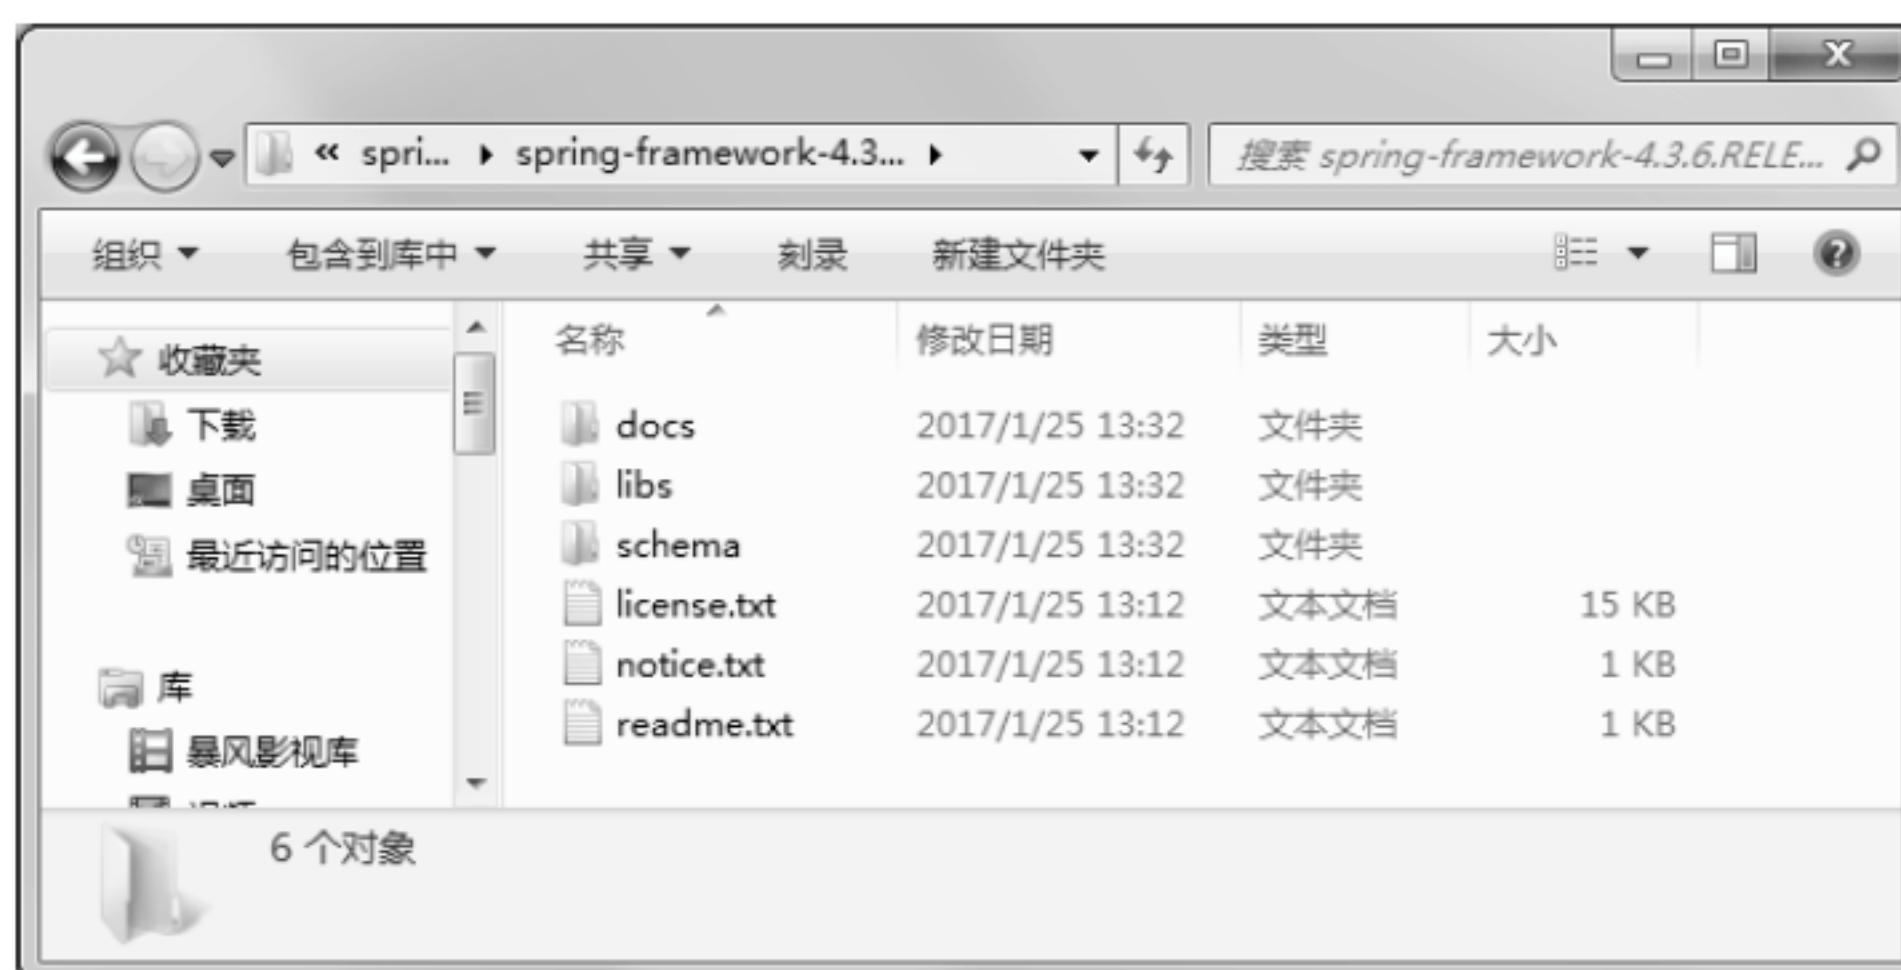 « spri... spring-framework-4.3... 搜索 spring-framework-4.3.6.RELE...
组织 包含到库中 共享 刻录 新建文件夹
收藏夹
下载
桌面
最近访问的位置
库
暴风影视库
名称 修改日期 类型 大小
docs 2017/1/25 13:32 文件夹
libs 2017/1/25 13:32 文件夹
schema 2017/1/25 13:32 文件夹
license.txt 2017/1/25 13:12 文本文档 15 KB
notice.txt 2017/1/25 13:12 文本文档 1 KB
readme.txt 2017/1/25 13:12 文本文档 1 KB
6 个对象